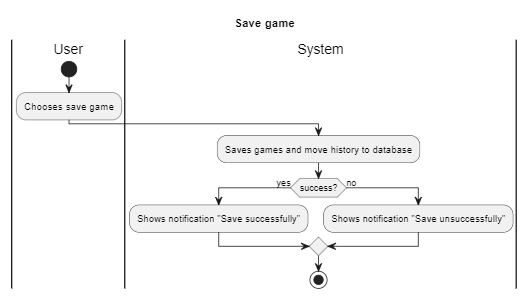 Save game
User
System
Chooses save game
Saves games and move history to database
success?
yes
no
Shows notification "Save successfully"
Shows notification "Save unsuccessfully"